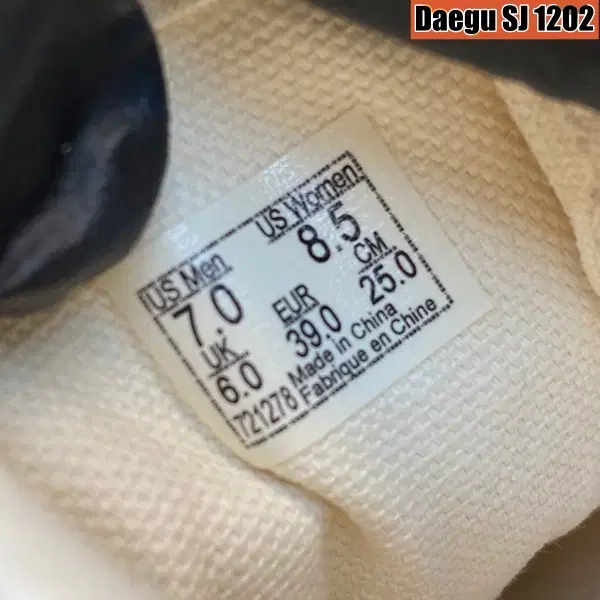 Daegu SJ 1202
US Men US Women
7.0 8.5
UK EUR CM
6.0 39.0 25.0
721278 Made in China
Fabriqué en Chine